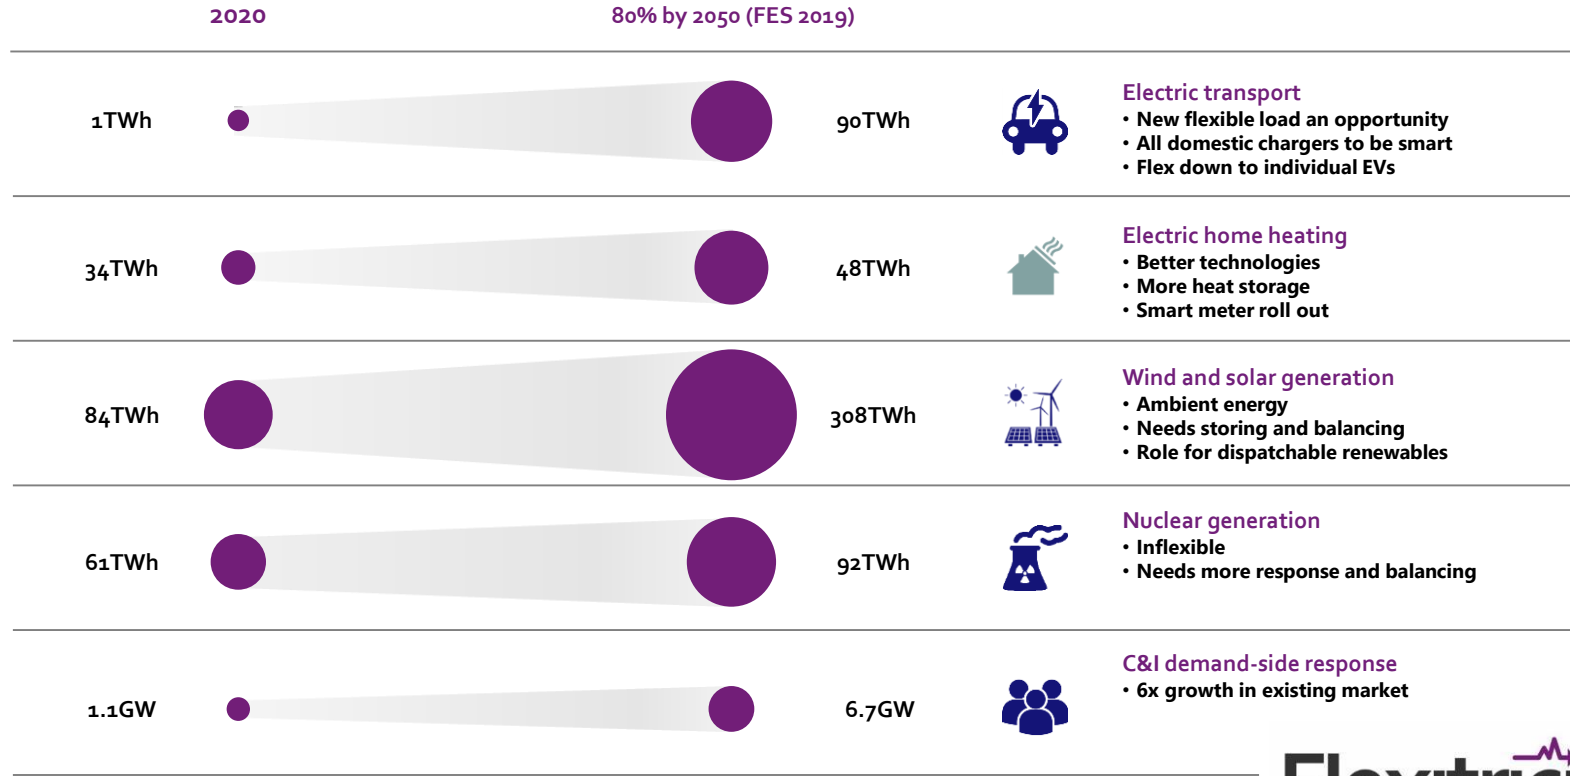 2020
80% by 2050 (FES 2019)
1TWh
90TWh
Electric transport
• New flexible load an opportunity
• All domestic chargers to be smart
• Flex down to individual EVs
34TWh
48TWh
Electric home heating
• Better technologies
• More heat storage
• Smart meter roll out
84TWh
308TWh
Wind and solar generation
• Ambient energy
• Needs storing and balancing
• Role for dispatchable renewables
61TWh
92TWh
Nuclear generation
• Inflexible
• Needs more response and balancing
1.1GW
6.7GW
C&I demand-side response
• 6x growth in existing market